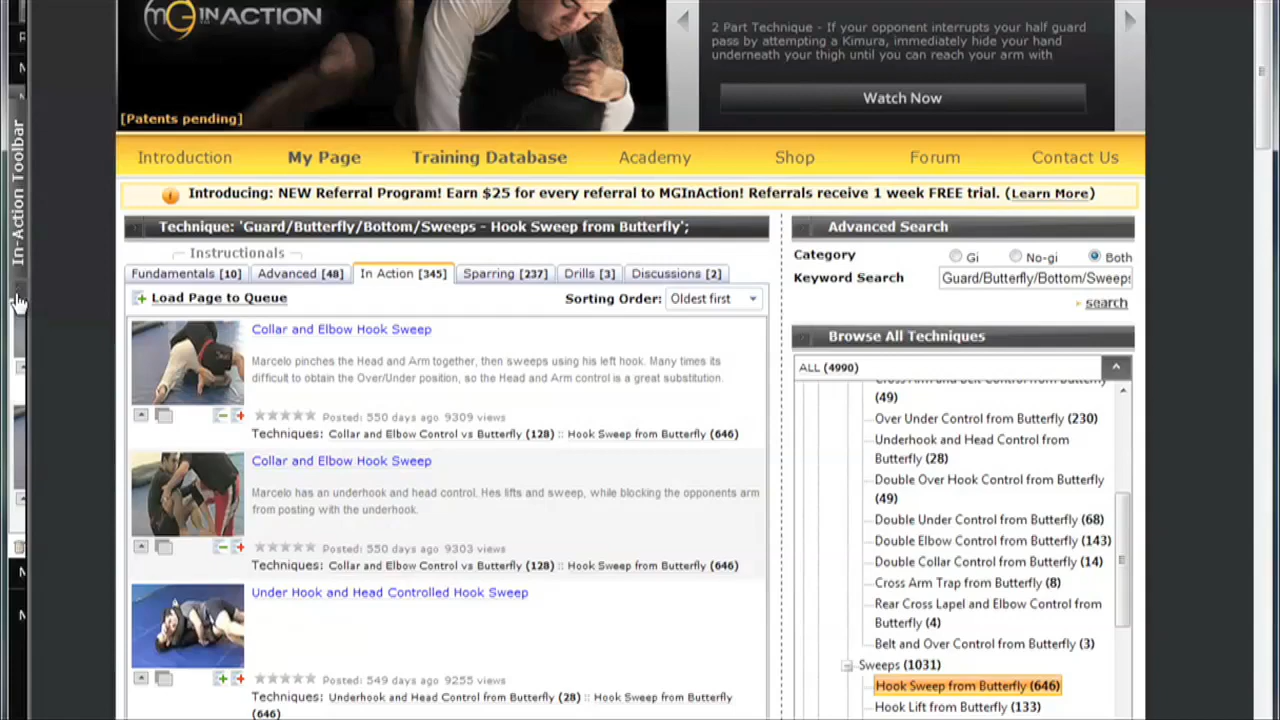 MG IN ACTION
[Patents pending]
2 Part Technique - If your opponent interrupts your half guard
pass by attempting a Kimura, immediately hide your hand
underneath your thigh until you can reach your arm with
Watch Now
Introduction My Page Training Database Academy Shop Forum Contact Us
Introducing: NEW Referral Program! Earn $25 for every referral to MGInAction! Referrals receive 1 week FREE trial. (Learn More)
In-Action Toolbar
Technique: 'Guard/Butterfly/Bottom/Sweeps - Hook Sweep from Butterfly';
Instructionals
Fundamentals [10] Advanced [48] In Action [345] Sparring [237] Drills [3] Discussions [2]
Load Page to Queue Sorting Order: Oldest first
Collar and Elbow Hook Sweep
Marcelo pinches the Head and Arm together, then sweeps using his left hook. Many times its
difficult to obtain the Over/Under position, so the Head and Arm control is a great substitution.
Posted: 550 days ago 9309 views
Techniques: Collar and Elbow Control vs Butterfly (128) :: Hook Sweep from Butterfly (646)
Collar and Elbow Hook Sweep
Marcelo has an underhook and head control. Hes lifts and sweep, while blocking the opponents arm
from posting with the underhook.
Posted: 550 days ago 9303 views
Techniques: Collar and Elbow Control vs Butterfly (128) :: Hook Sweep from Butterfly (646)
Under Hook and Head Controlled Hook Sweep
Posted: 549 days ago 9255 views
Techniques: Underhook and Head Control from Butterfly (28) :: Hook Sweep from Butterfly
(646)
Advanced Search
Category Gi No-gi Both
Keyword Search Guard/Butterfly/Bottom/Sweeps
search
Browse All Techniques
ALL (4990)
Cross Arm and Belt Control from Butterfly
(49)
Over Under Control from Butterfly (230)
Underhook and Head Control from
Butterfly (28)
Double Over Hook Control from Butterfly
(49)
Double Under Control from Butterfly (68)
Double Elbow Control from Butterfly (143)
Double Collar Control from Butterfly (14)
Cross Arm Trap from Butterfly (8)
Rear Cross Lapel and Elbow Control from
Butterfly (4)
Belt and Over Control from Butterfly (3)
Sweeps (1031)
Hook Sweep from Butterfly (646)
Hook Lift from Butterfly (133)